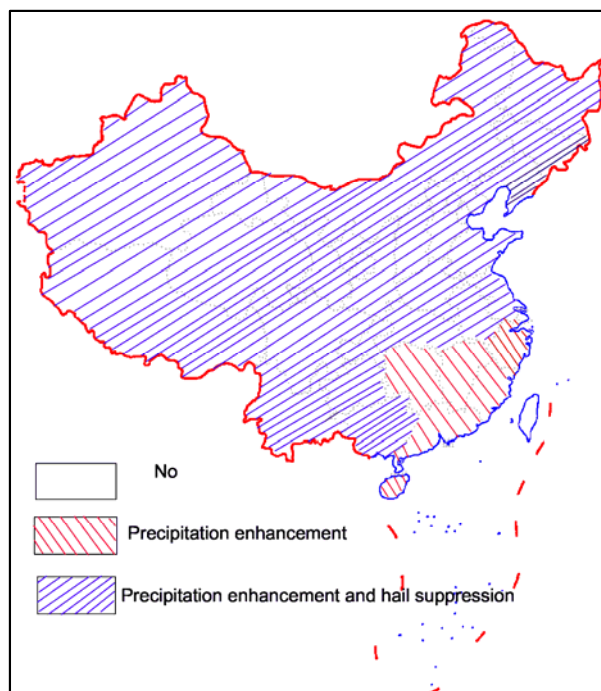 No
Precipitation enhancement
Precipitation enhancement and hail suppression